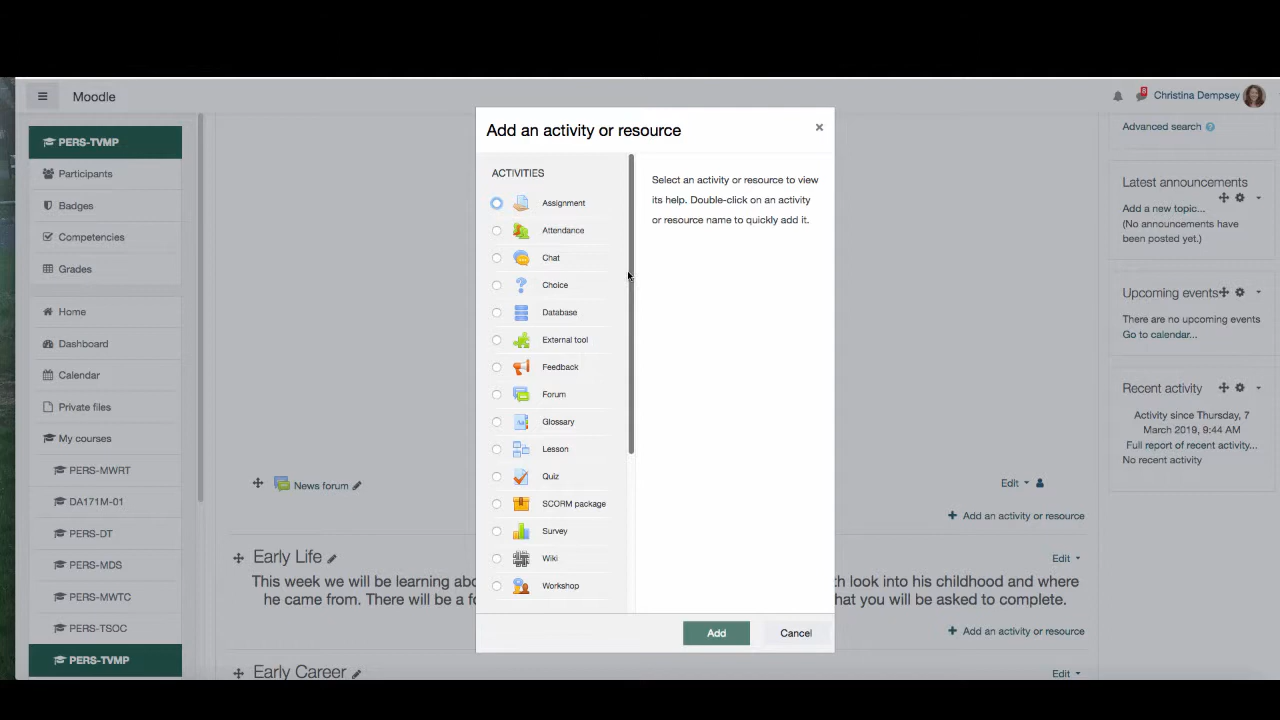 Moodle
8
Christina Dempsey
PERS-TVMP
Participants
Badges
Competencies
Grades
Home
Dashboard
Calendar
Private files
My courses
PERS-MWRT
DA171M-01
PERS-DT
PERS-MDS
PERS-MWTC
PERS-TSOC
PERS-TVMP
News forum
Edit
+ Add an activity or resource
Early Life
Edit
This week we will be learning abo
th look into his childhood and where
he came from. There will be a fo
hat you will be asked to complete.
+ Add an activity or resource
Early Career
Edit
Add an activity or resource
×
ACTIVITIES
Assignment
Attendance
Chat
Choice
Database
External tool
Feedback
Forum
Glossary
Lesson
Quiz
SCORM package
Survey
Wiki
Workshop
Select an activity or resource to view
its help. Double-click on an activity
or resource name to quickly add it.
Add
Cancel
Advanced search
Latest announcements
Add a new topic...
(No announcements have
been posted yet.)
Upcoming events
There are no upcoming events
Go to calendar...
Recent activity
Activity since Thursday, 7
March 2019, 9:44 AM
Full report of recent activity...
No recent activity